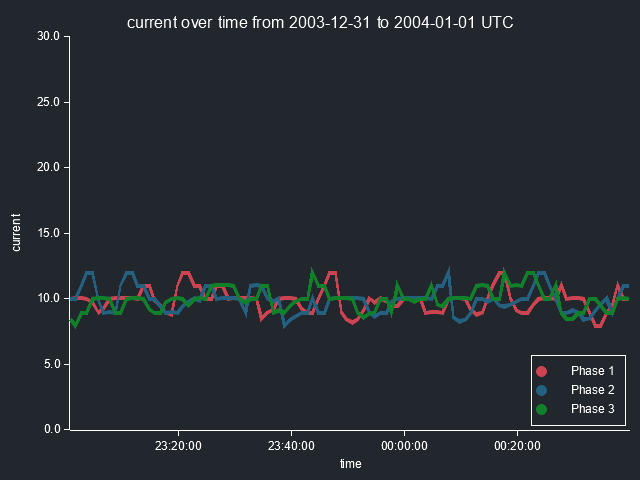 current over time from 2003-12-31 to 2004-01-01 UTC
30.0
25.0
20.0
15.0
10.0
5.0
0.0
current
23:20:00
23:40:00
00:00:00
00:20:00
time
Phase 1
Phase 2
Phase 3